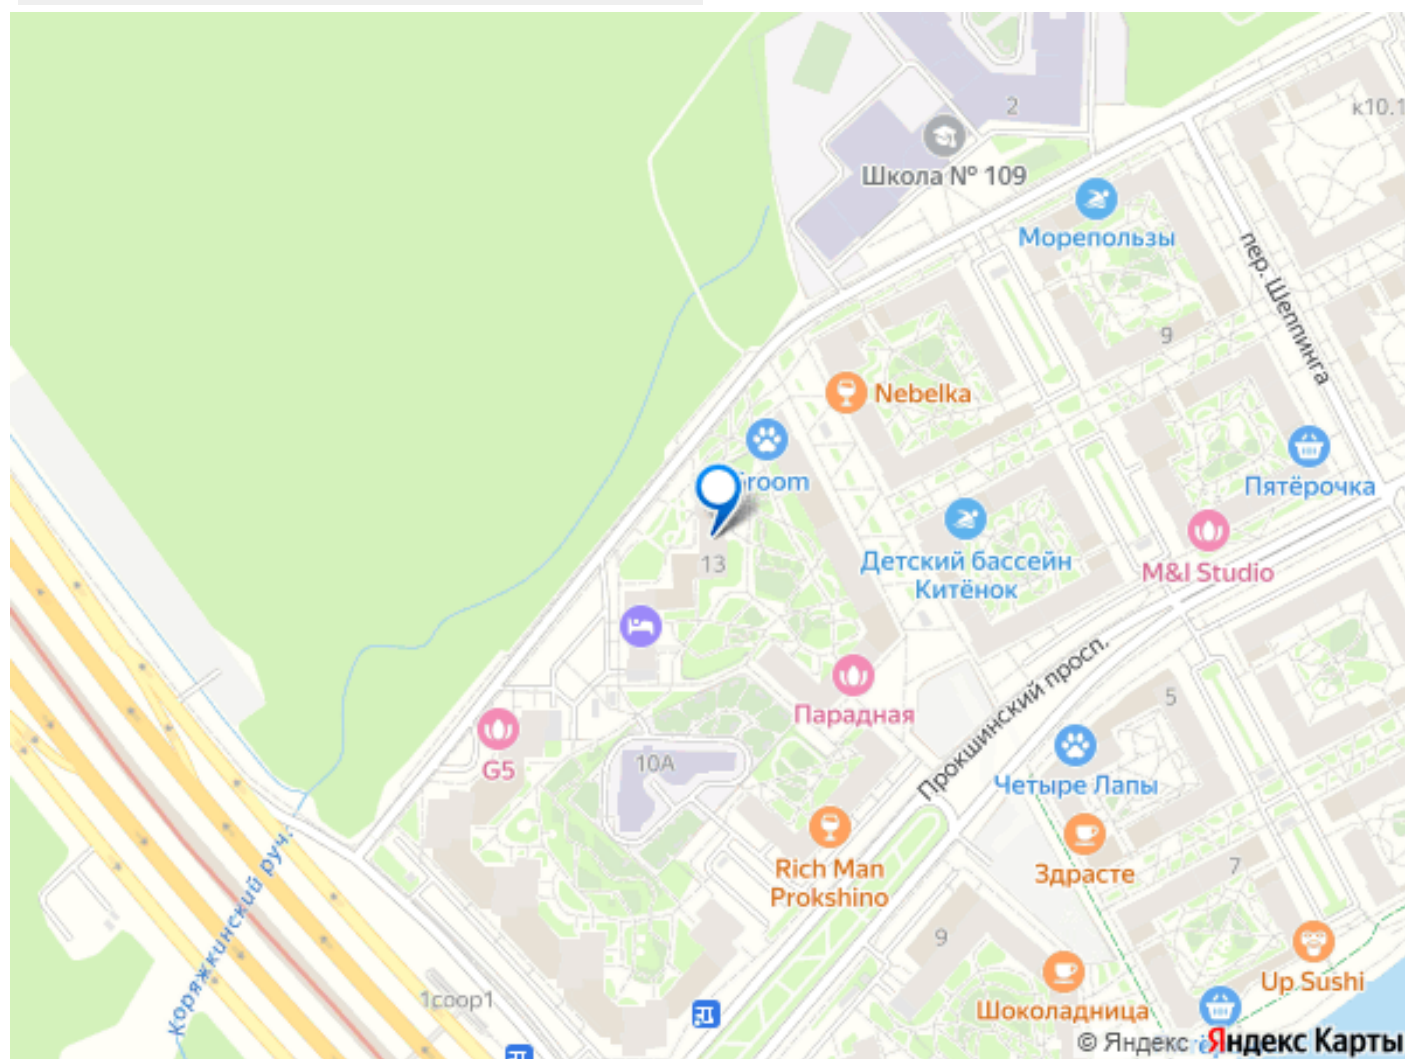 2
к10.1
Школа № 109
Морепользы
пер. Шеппинга
9
Nebelka
Пятёрочка
Groom
Детский бассейн
Китёнок
M&I Studio
13
Прокшинский просп.
Парадная
5
10А
G5
Четыре Лапы
Rich Man
Prokshino
Здрасте
7
Коряжкинский руч.
9
Up Sushi
1соор1
Шоколадница
© Яндекс Яндекс Карты